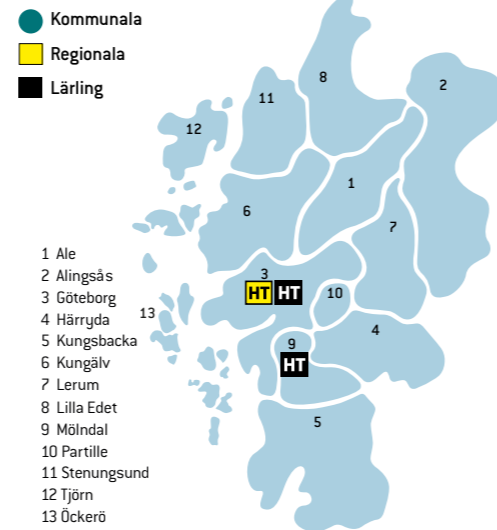 Kommunala
Regionala
Lärling
8
2
11
12
1
6
7
3
HT HT
10
13
9
4
HT
5
1 Ale
2 Alingsås
3 Göteborg
4 Härryda
5 Kungsbacka
6 Kungälv
7 Lerum
8 Lilla Edet
9 Mölndal
10 Partille
11 Stenungsund
12 Tjörn
13 Öckerö